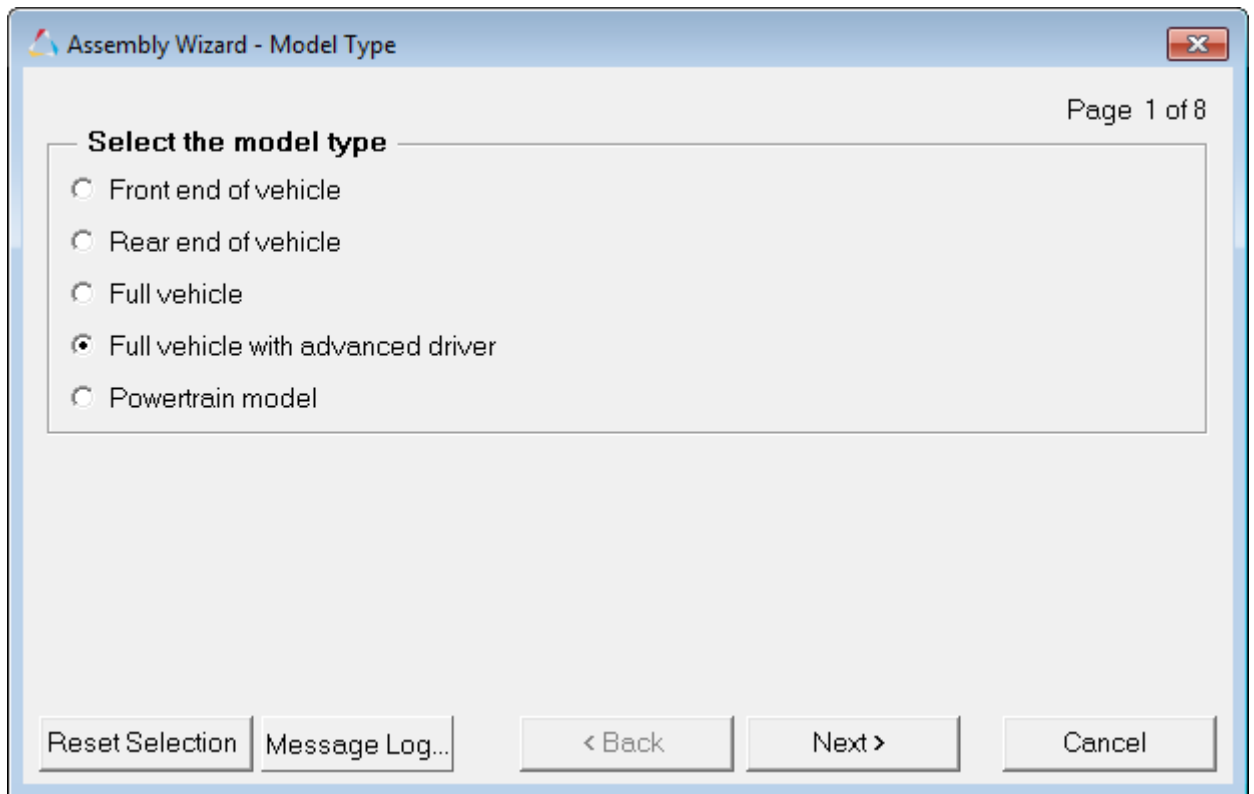 Assembly Wizard - Model Type
Page 1 of 8
Select the model type
Front end of vehicle
Rear end of vehicle
Full vehicle
Full vehicle with advanced driver
Powertrain model
Reset Selection Message Log... < Back Next > Cancel